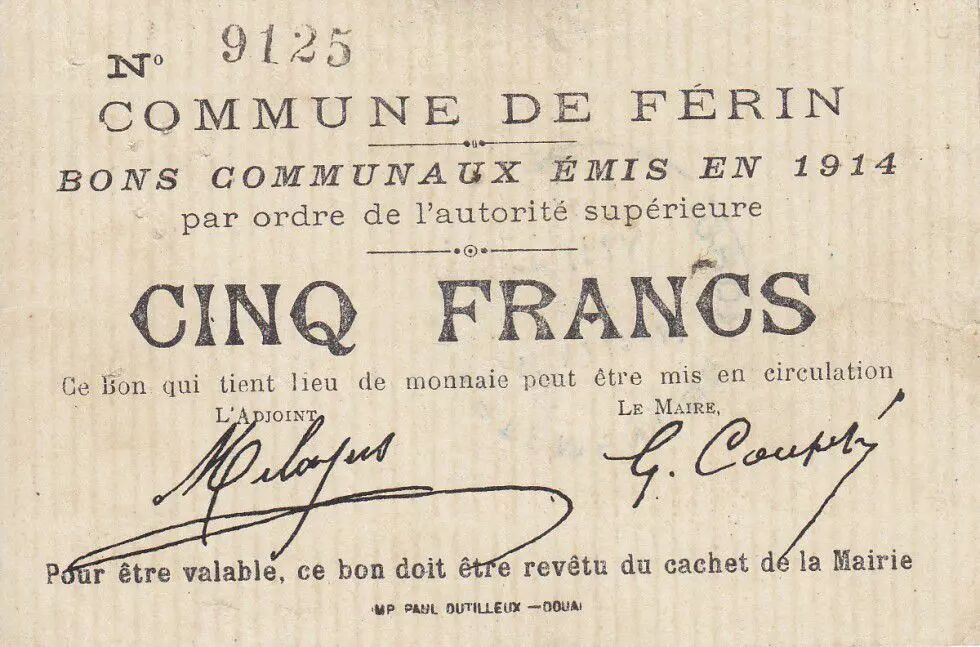 Nº 9125
COMMUNE DE FÉRIN
BONS COMMUNAUX ÉMIS EN 1914
par ordre de l'autorité supérieure
CINQ FRANCS
Ce Bon qui tient lieu de monnaie peut être mis en circulation
L'ADJOINT, LE MAIRE,
G.
Pour être valable, ce bon doit être revêtu du cachet de la Mairie
IMP PAUL DUTILLEUX — DOUAI